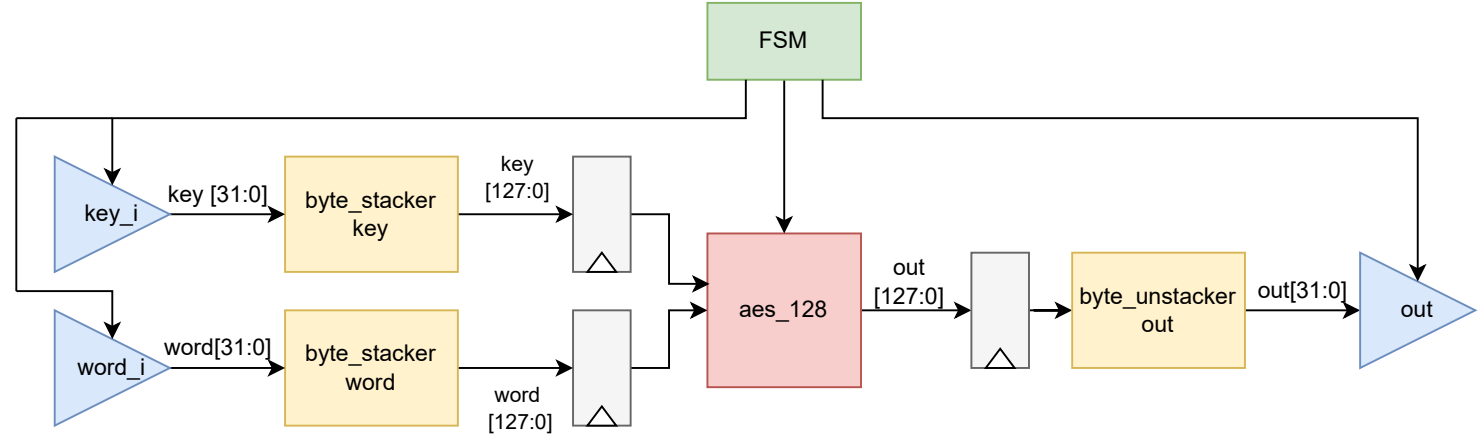 FSM
key_i
key [31:0]
byte_stacker
key
key
[127:0]
word_i
word[31:0]
byte_stacker
word
word
[127:0]
aes_128
out
[127:0]
byte_unstacker
out
out[31:0]
out